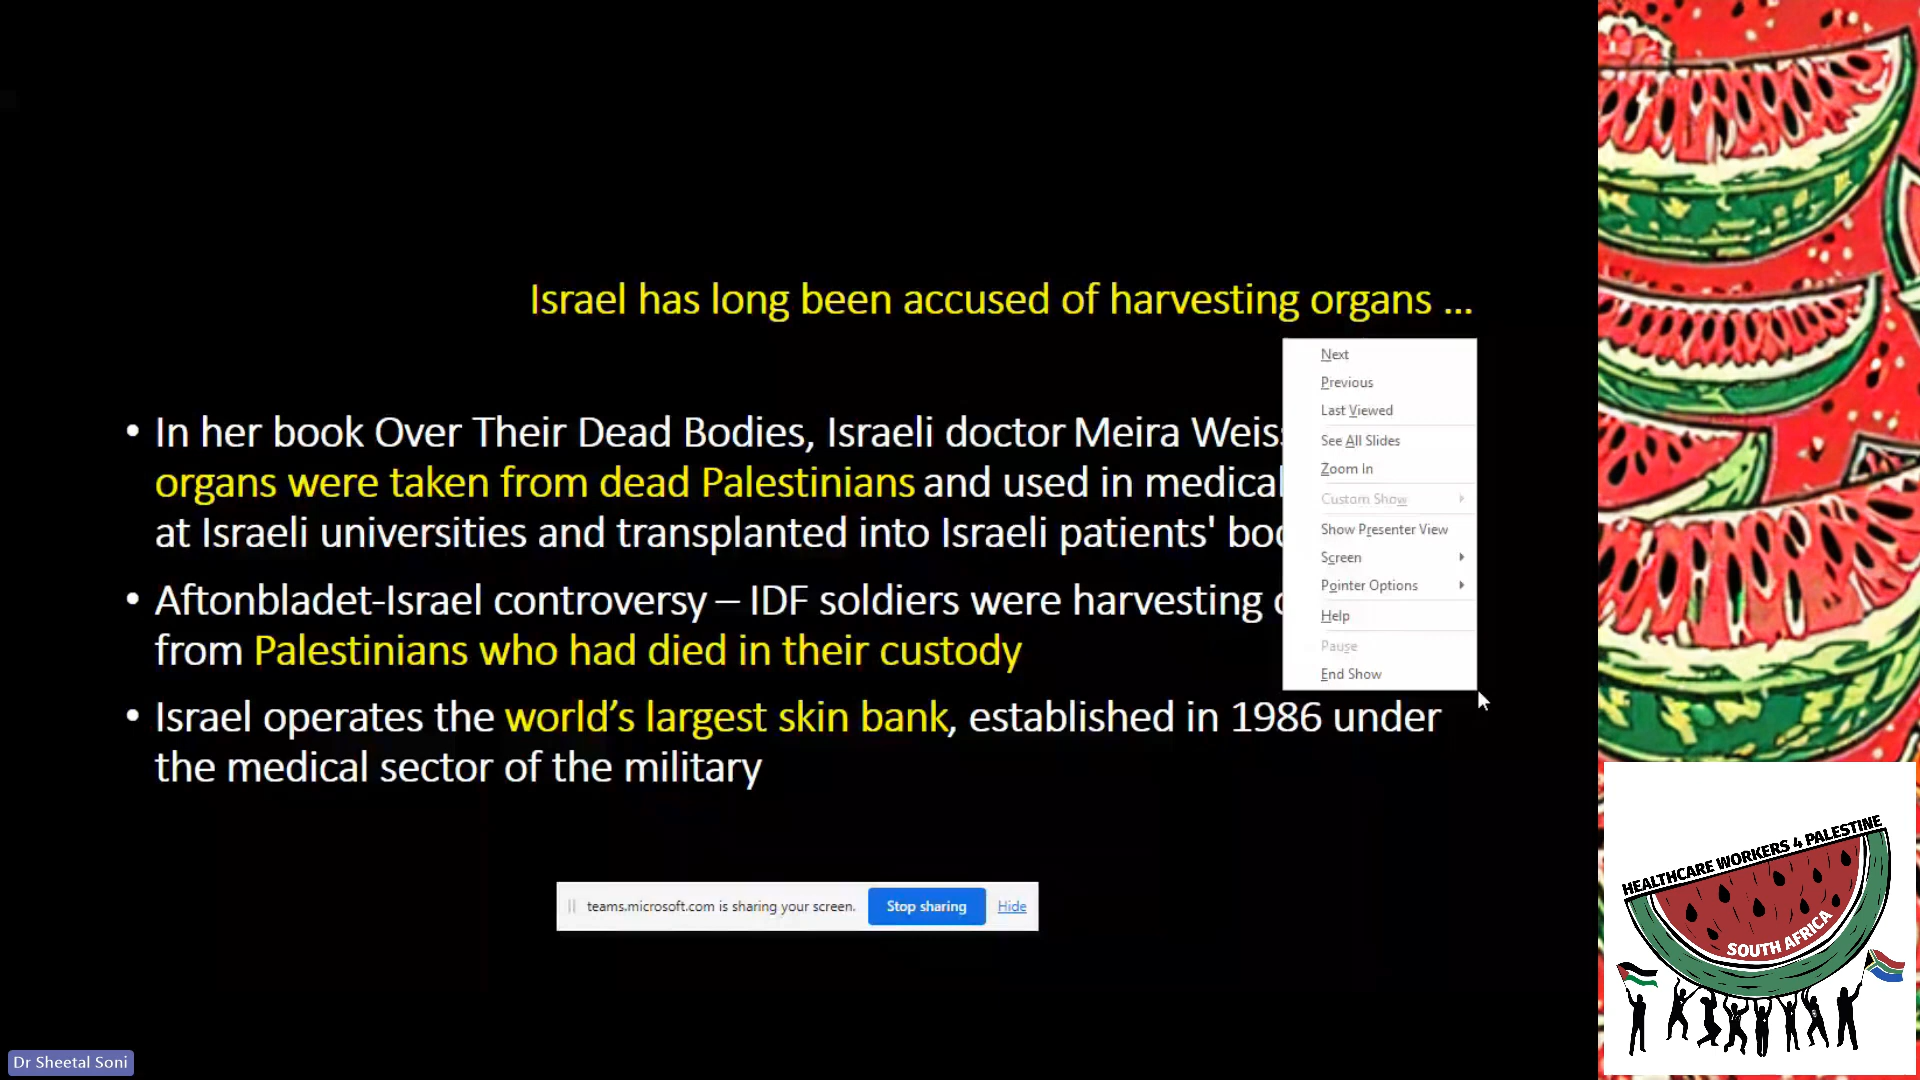 Israel has long been accused of harvesting organs ...
• In her book Over Their Dead Bodies, Israeli doctor Meira
organs were taken from dead Palestinians and used in medical
at Israeli universities and transplanted into Israeli patients'
• Aftonbladet-Israel controversy – IDF soldiers were harvesting
from Palestinians who had died in their custody
• Israel operates the world's largest skin bank, established in 1986 under
the medical sector of the military
Next
Previous
Last Viewed
See All Slides
Zoom In
Custom Show
Show Presenter View
Screen
Pointer Options
Help
Pause
End Show
teams.microsoft.com is sharing your screen. Stop sharing Hide
HEALTHCARE WORKERS 4 PALESTINE
SOUTH AFRICA
Dr Sheetal Soni